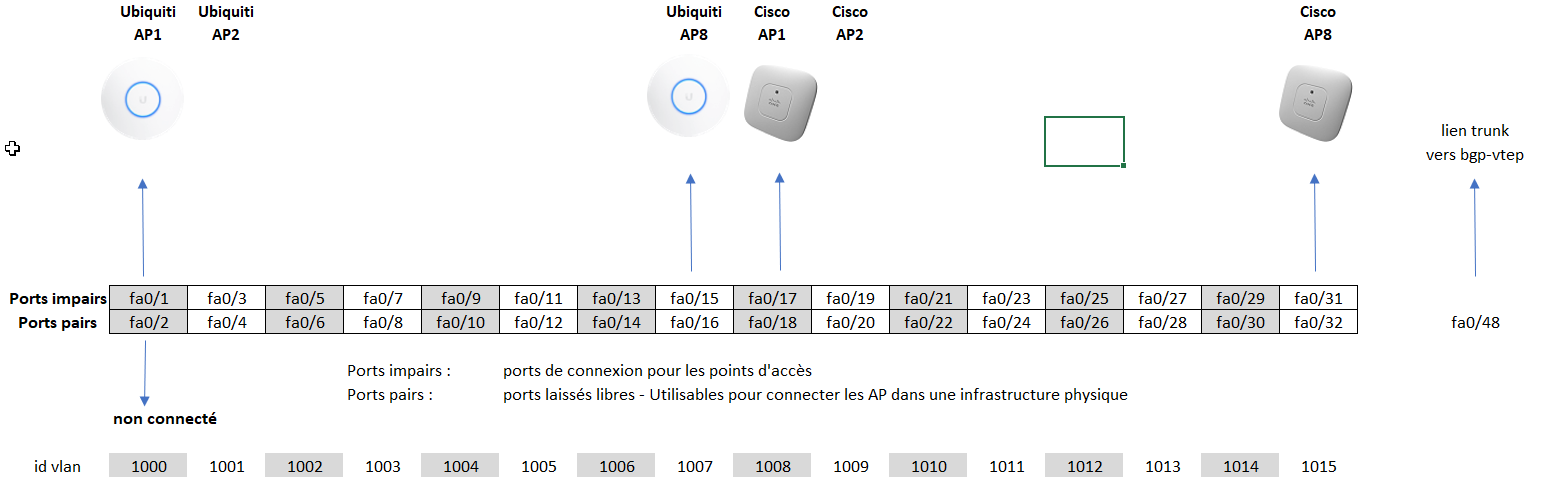 Ubiquiti Ubiquiti Ubiquiti Cisco Cisco Cisco
AP1 AP2 AP8 AP1 AP2 AP8
lien trunk
vers bgp-vtep
Ports impairs fa0/1 fa0/3 fa0/5 fa0/7 fa0/9 fa0/11 fa0/13 fa0/15 fa0/17 fa0/19 fa0/21 fa0/23 fa0/25 fa0/27 fa0/29 fa0/31
Ports pairs fa0/2 fa0/4 fa0/6 fa0/8 fa0/10 fa0/12 fa0/14 fa0/16 fa0/18 fa0/20 fa0/22 fa0/24 fa0/26 fa0/28 fa0/30 fa0/32 fa0/48
Ports impairs : ports de connexion pour les points d'accès
Ports pairs : ports laissés libres - Utilisables pour connecter les AP dans une infrastructure physique
non connecté
id vlan 1000 1001 1002 1003 1004 1005 1006 1007 1008 1009 1010 1011 1012 1013 1014 1015